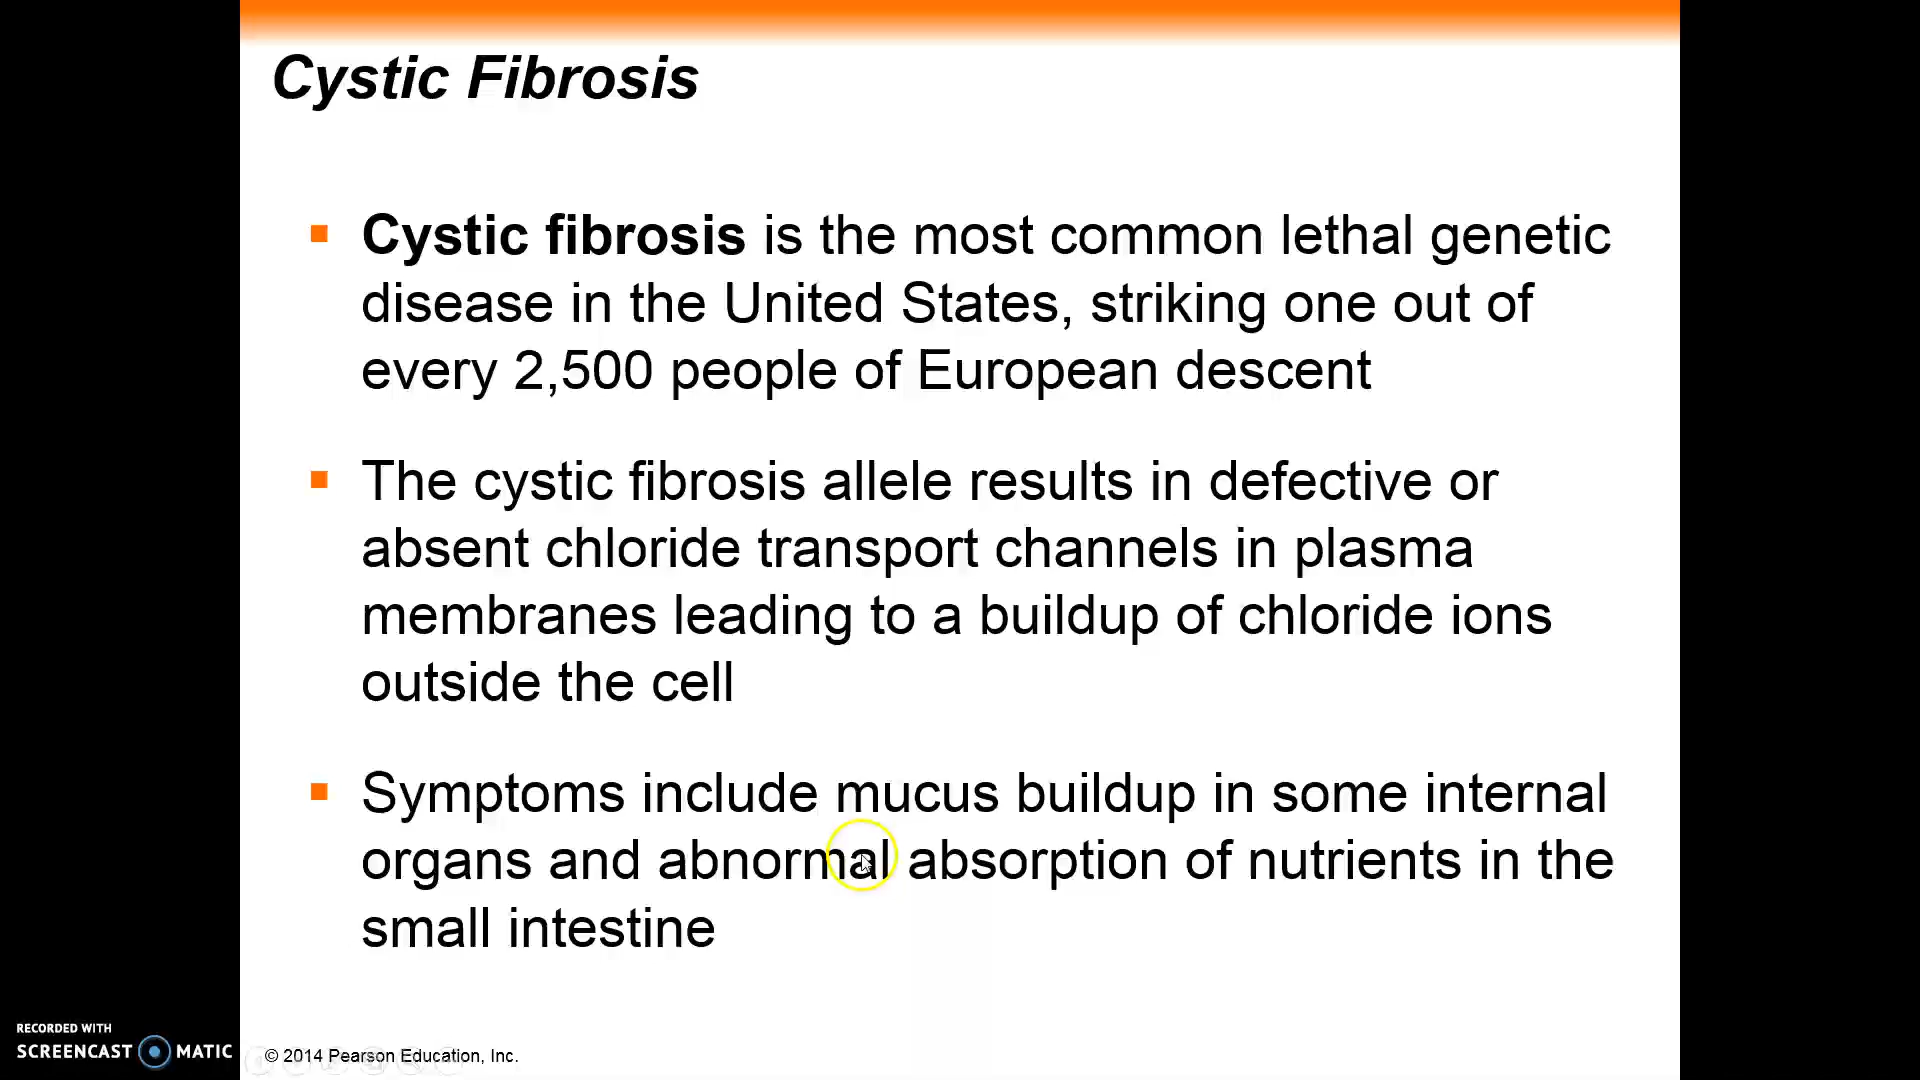 Cystic Fibrosis
Cystic fibrosis is the most common lethal genetic
disease in the United States, striking one out of
every 2,500 people of European descent
The cystic fibrosis allele results in defective or
absent chloride transport channels in plasma
membranes leading to a buildup of chloride ions
outside the cell
Symptoms include mucus buildup in some internal
organs and abnormal absorption of nutrients in the
small intestine
RECORDED WITH
SCREENCAST MATIC
© 2014 Pearson Education, Inc.